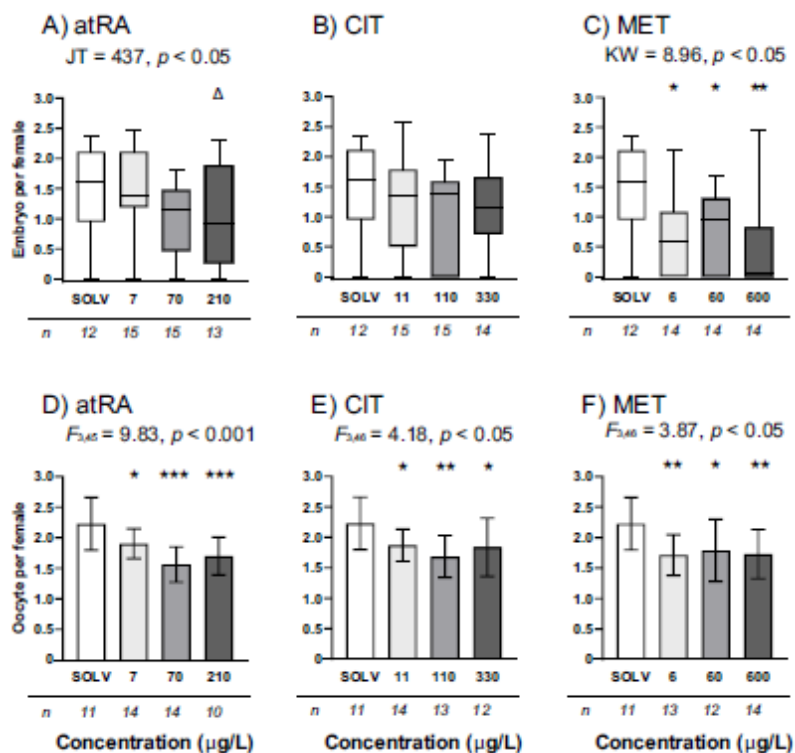 A) atRA
JT = 437, p < 0.05
B) CIT
C) MET
KW = 8.96, p < 0.05
Δ
* * **
Embryo per female
3.0
2.5
2.0
1.5
1.0
0.5
0
SOLV 7 70 210
n 12 15 15 13
3.0
2.5
2.0
1.5
1.0
0.5
0
SOLV 11 110 330
n 12 15 15 14
3.0
2.5
2.0
1.5
1.0
0.5
0
SOLV 6 60 600
n 12 14 14 14
D) atRA
F3,45 = 9.83, p < 0.001
* *** ***
E) CIT
F3,46 = 4.18, p < 0.05
* ** *
F) MET
F3,46 = 3.87, p < 0.05
** * **
Oocyte per female
3.0
2.5
2.0
1.5
1.0
0.5
0
SOLV 7 70 210
n 11 14 14 10
Concentration (µg/L)
3.0
2.5
2.0
1.5
1.0
0.5
0
SOLV 11 110 330
n 11 14 13 12
Concentration (µg/L)
3.0
2.5
2.0
1.5
1.0
0.5
0
SOLV 6 60 600
n 11 13 12 14
Concentration (µg/L)